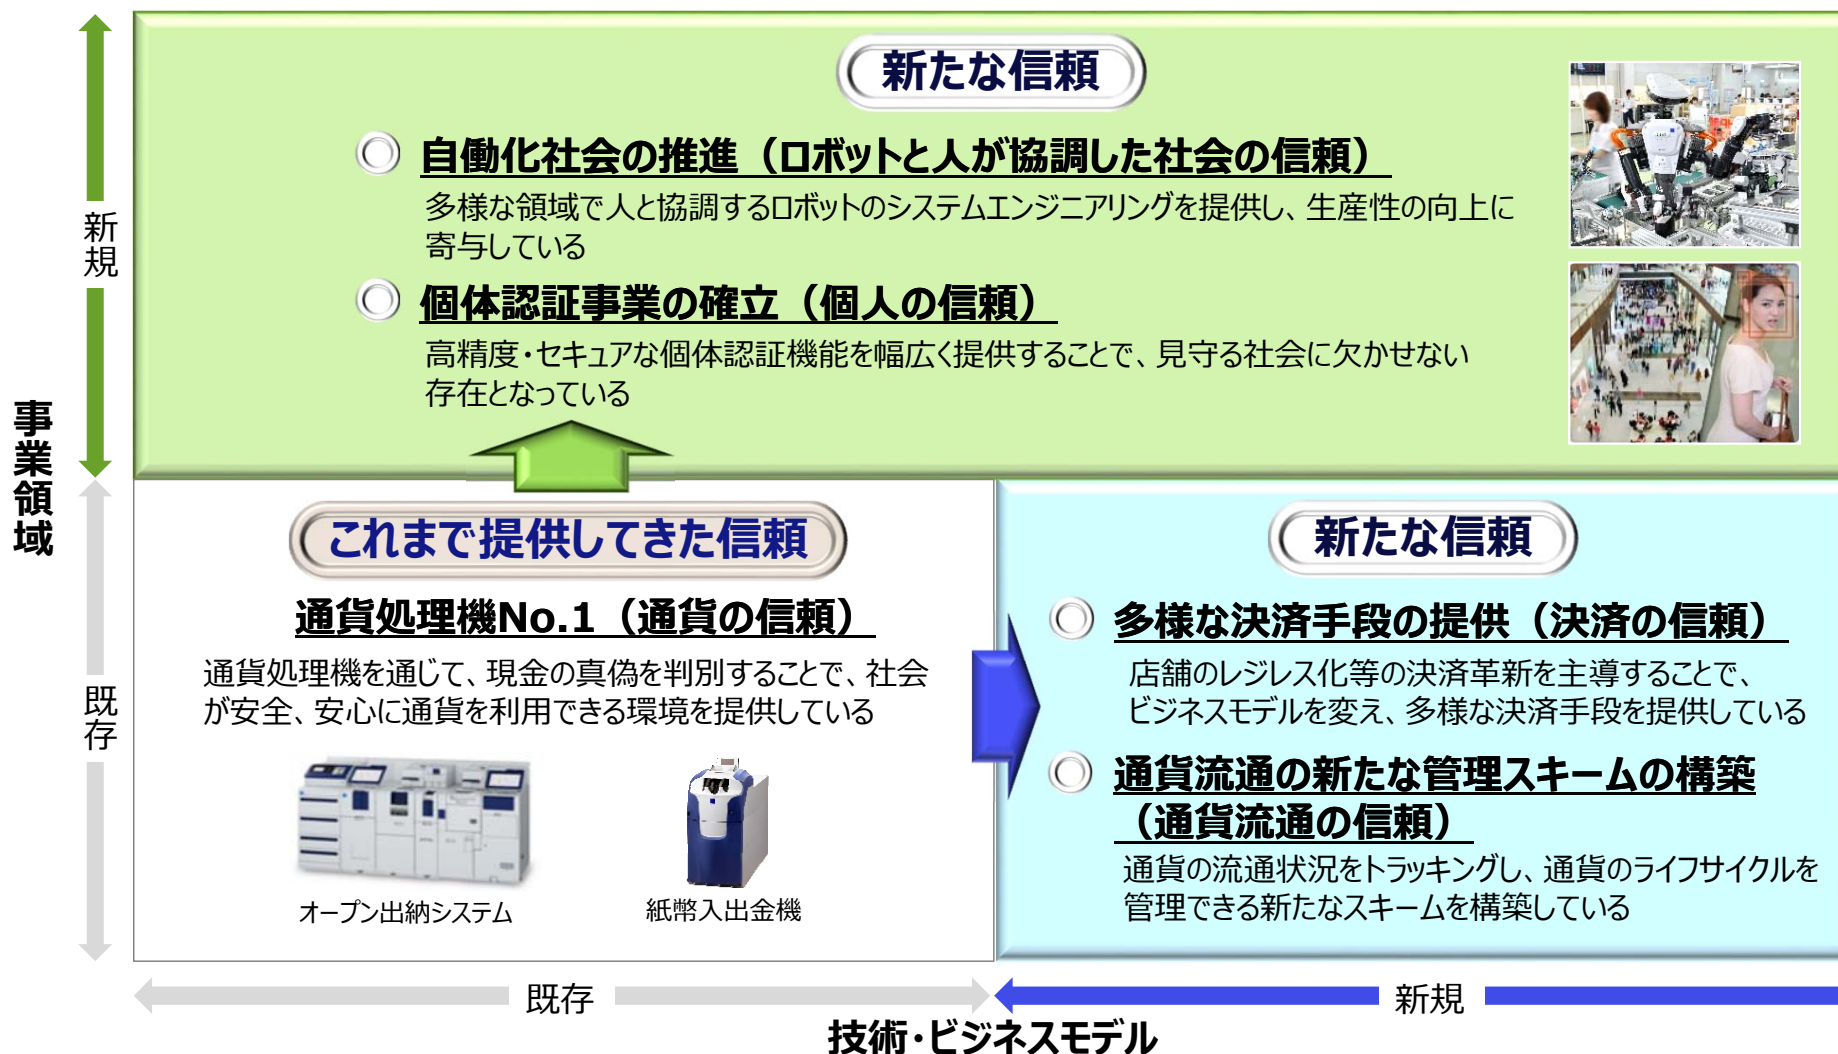 新たな信頼
自働化社会の推進（ロボットと人が協調した社会の信頼）
多様な領域で人と協調するロボットのシステムエンジニアリングを提供し、生産性の向上に
寄与している
個体認証事業の確立（個人の信頼）
高精度・セキュアな個体認証機能を幅広く提供することで、見守る社会に欠かせない
存在となっている
新規
事業領域
既存
これまで提供してきた信頼
通貨処理機No.1（通貨の信頼）
通貨処理機を通じて、現金の真偽を判別することで、社会
が安全、安心に通貨を利用できる環境を提供している
オープン出納システム
紙幣入出金機
新たな信頼
多様な決済手段の提供（決済の信頼）
店舗のレジレス化等の決済革新を主導することで、
ビジネスモデルを変え、多様な決済手段を提供している
通貨流通の新たな管理スキームの構築
（通貨流通の信頼）
通貨の流通状況をトラッキングし、通貨のライフサイクルを
管理できる新たなスキームを構築している
既存
新規
技術・ビジネスモデル